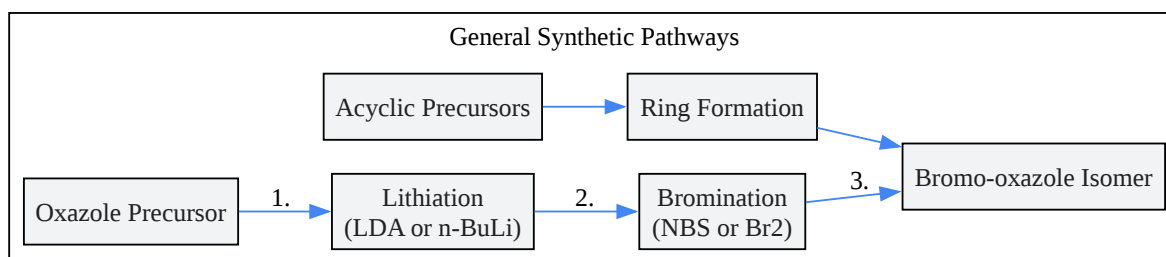 General Synthetic Pathways
Acyclic Precursors
Ring Formation
Bromo-oxazole Isomer
Oxazole Precursor
1.
Lithiation
(LDA or n-BuLi)
2.
Bromination
(NBS or Br2)
3.